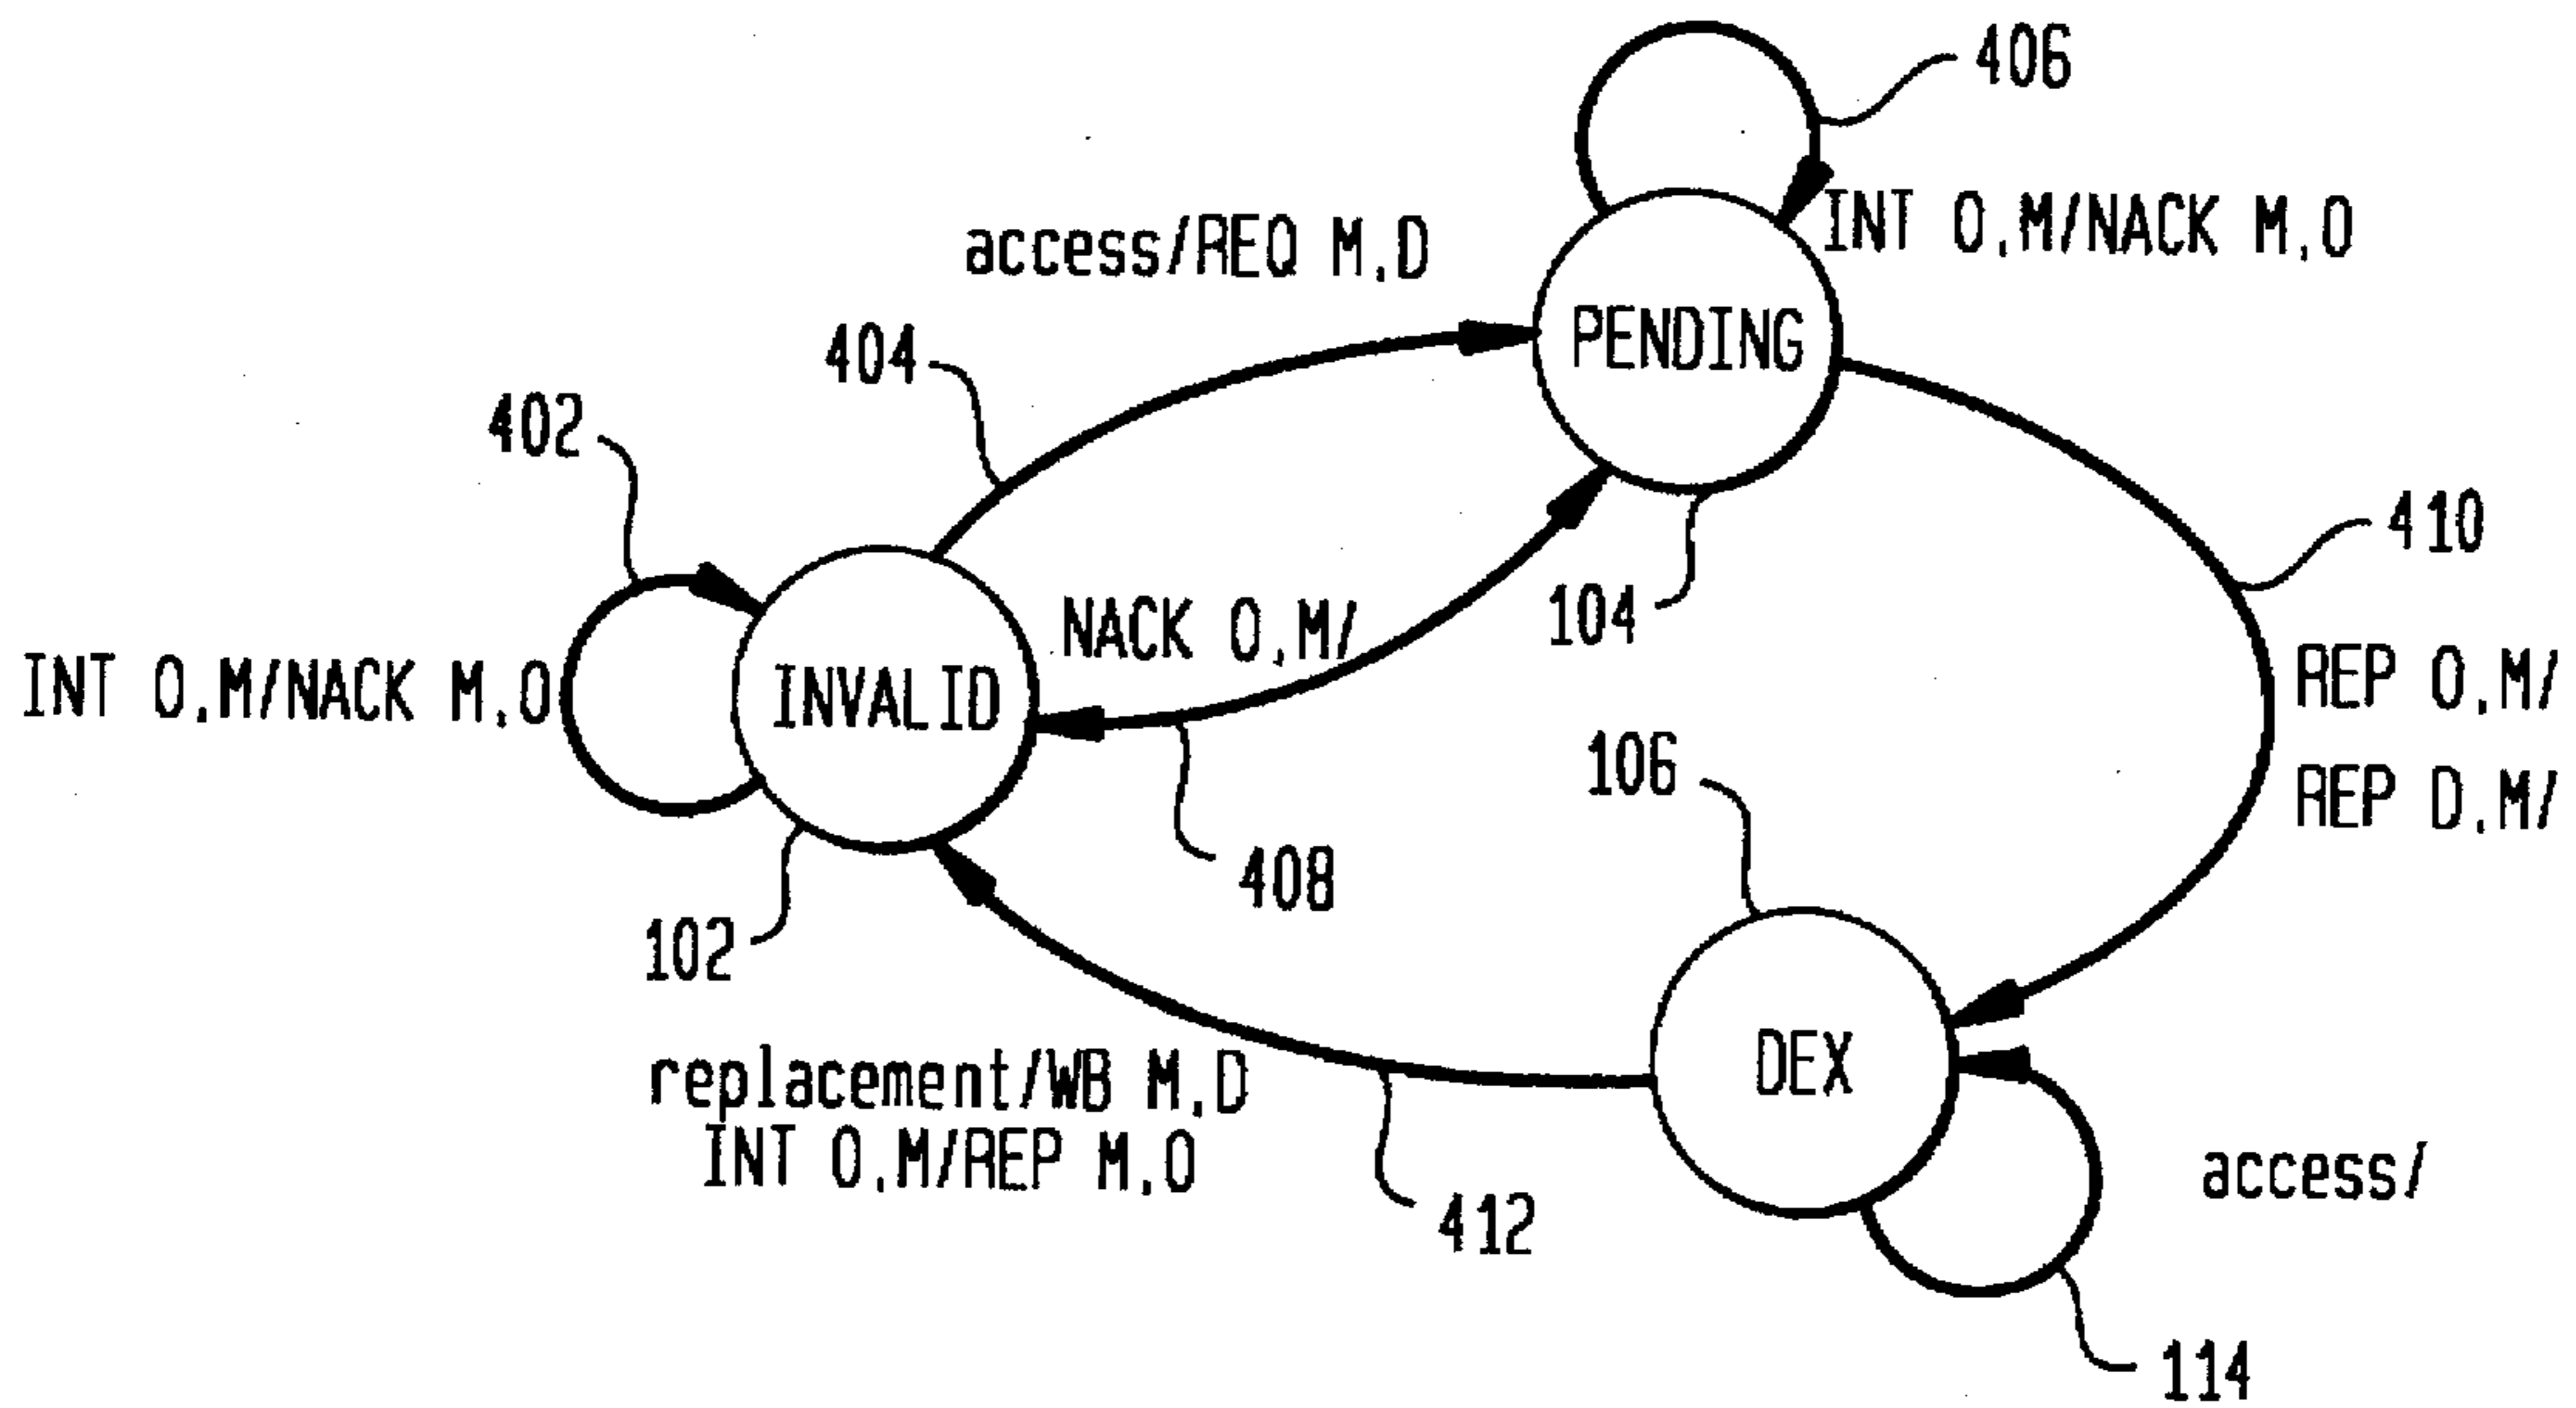 406
INT O,M/NACK M,O
access/REQ M,D
PENDING
404
402
410
104
NACK O,M/
INT O,M/NACK M,O
INVALID
REP O,M/
REP D,M/
106
408
102
DEX
replacement/WB M,D
INT O,M/REP M,O
access/
412
114